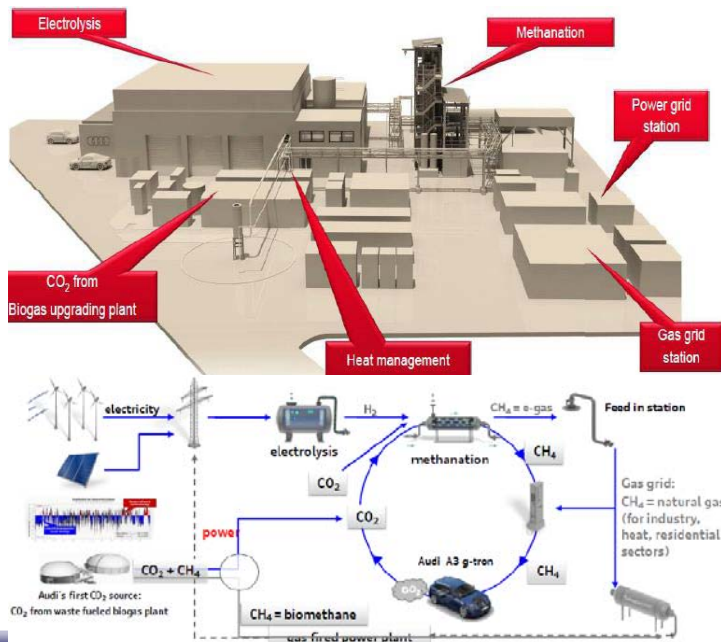 Electrolysis
Methanation
Power grid
station
CO2 from
Biogas upgrading plant
Heat management
Gas grid
station
electricity
electrolysis
H2
CO2
methanation
CH4 = e-gas
Feed in station
CH4
Gas grid:
CH4 = natural gas
(for industry,
heat, residential
sectors)
power
CO2
CO2 + CH4
Audi's first CO2 source:
CO2 from waste fueled biogas plant
CH4 = biomethane
Audi A3 g-tron
CO2
CH4
gas fired power plant